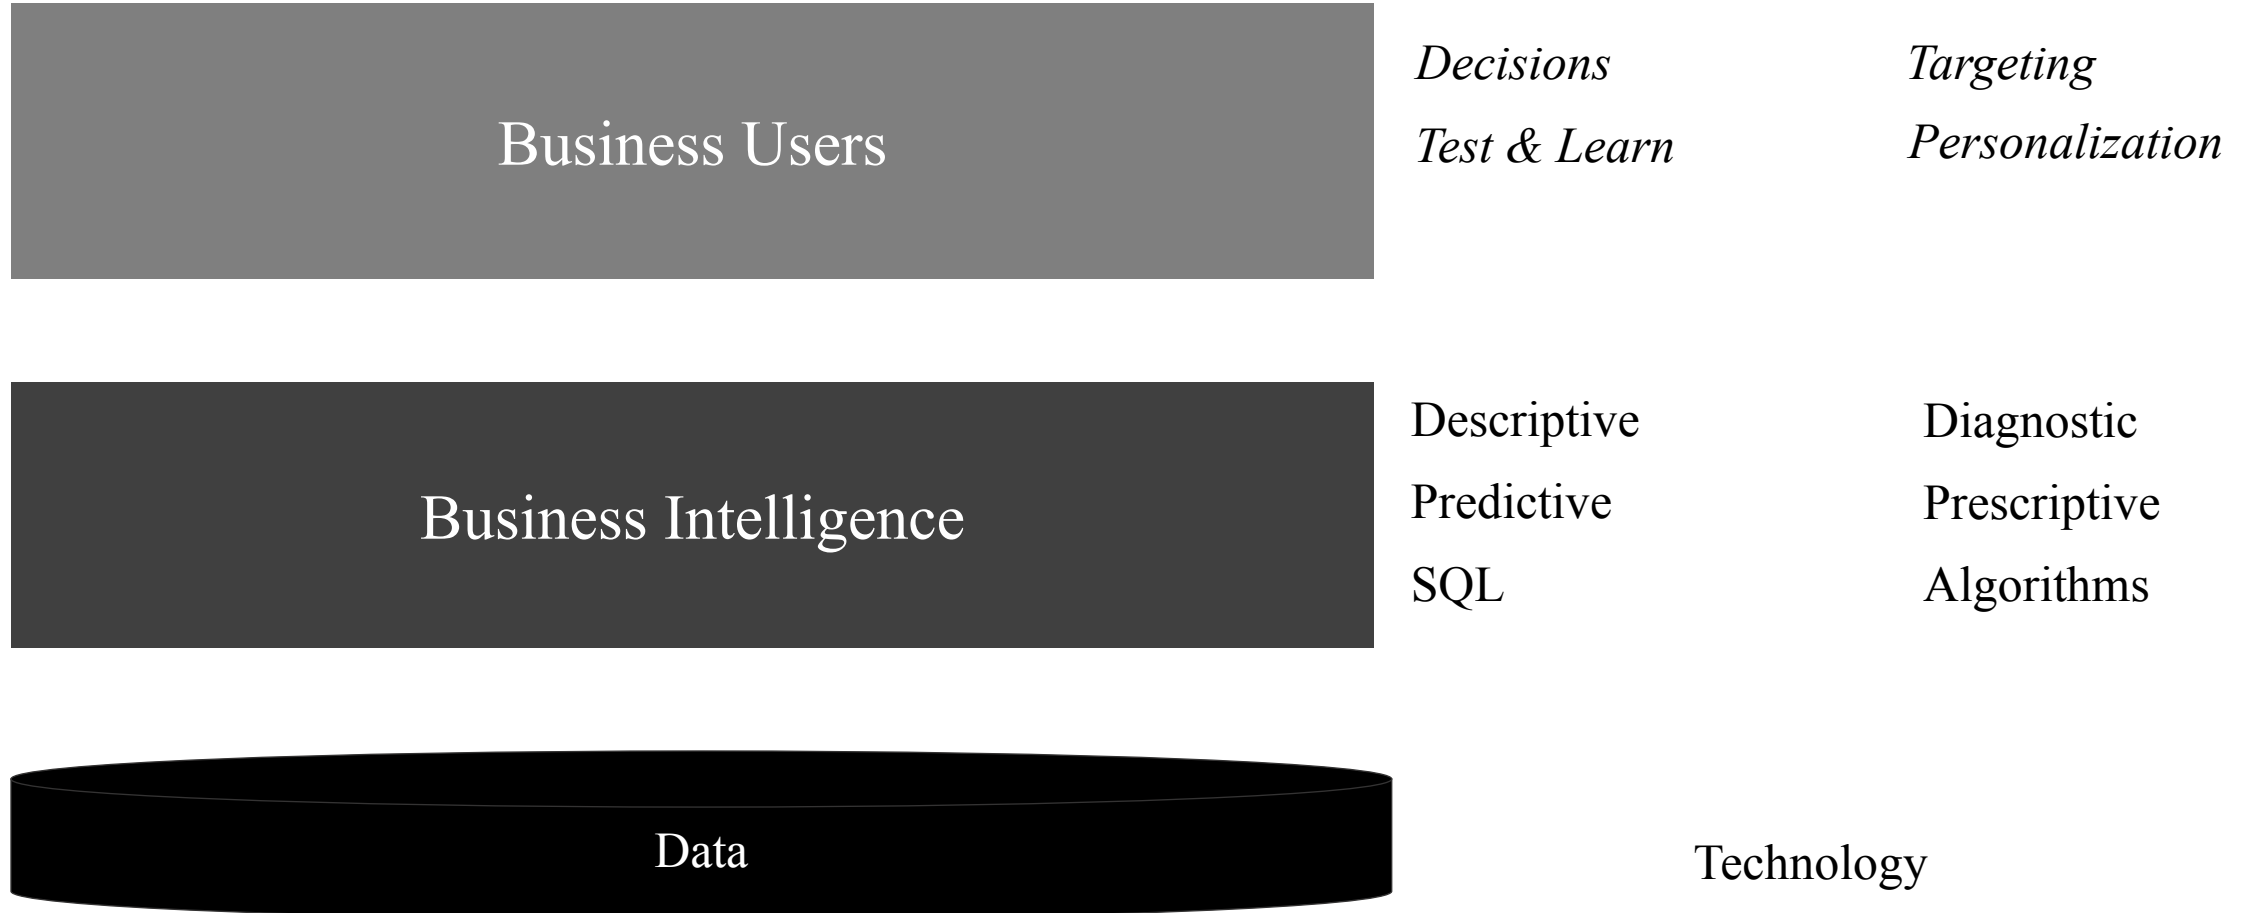 Business Users
Decisions
Targeting
Test & Learn
Personalization
Business Intelligence
Descriptive
Diagnostic
Predictive
Prescriptive
SQL
Algorithms
Data
Technology